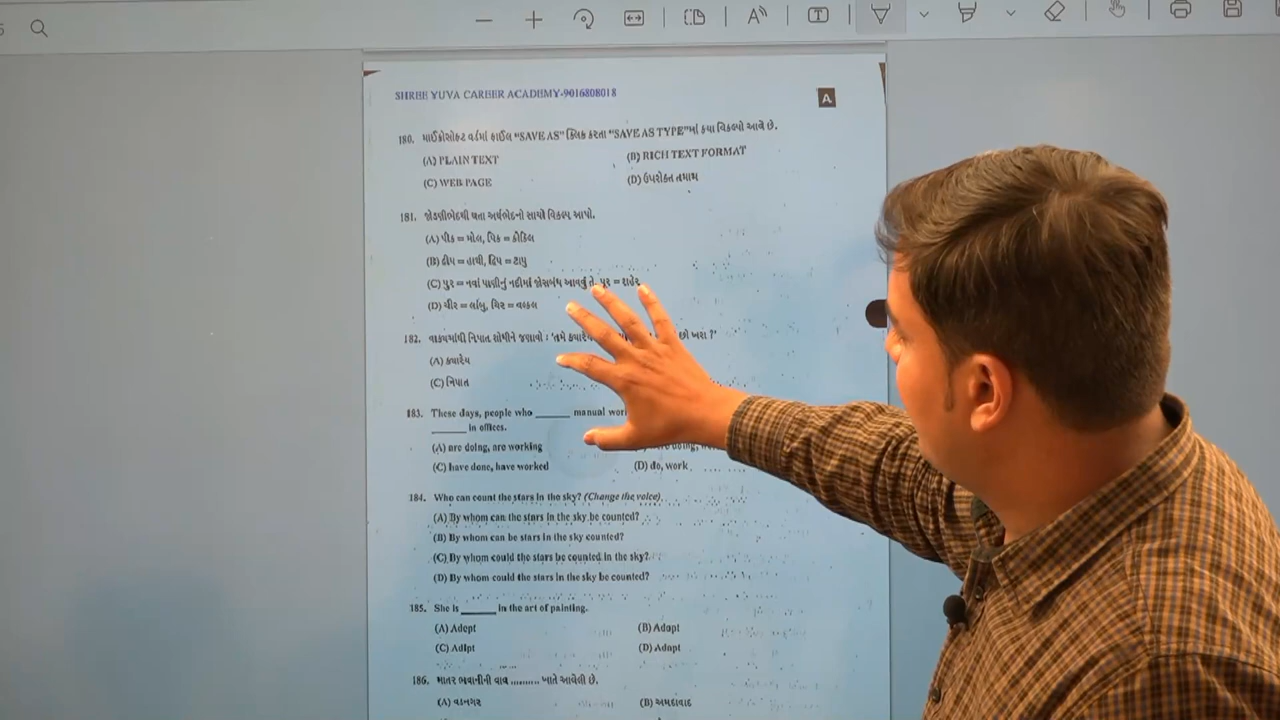 SHREE YUVA CAREER ACADEMY-9016808018
A
180. માઈક્રોસોફ્ટ વર્ડમાં ફાઈલ "SAVE AS" ક્લિક કરતા "SAVE AS TYPE"માં કયા વિકલ્પો આવે છે.
(A) PLAIN TEXT (B) RICH TEXT FORMAT
(C) WEB PAGE (D) ઉપરોક્ત તમામ
181. જોડણીભેદથી થતા અર્થભેદનો સાચો વિકલ્પ આપો.
(A) પીક = મોલ, પિક = કોકિલ
(B) દ્વીપ = હાથી, દ્વિપ = ટાપુ
(C) પુર = નવાં પાણીનું નદીમાં જોસબંધ આવવું તે, પૂર = શહેર
(D) ચીર = લાંબુ, ચિર = વલ્કલ
182. વાક્યમાંથી નિપાત શોધીને જણાવો : 'તમે ક્યારેય છો ખરા ?'
(A) ક્યારેય
(C) નિપાત
183. These days, people who ______ manual
______ in offices.
(A) are doing, are working
(C) have done, have worked (D) do, work
184. Who can count the stars in the sky? (Change the voice)
(A) By whom can the stars in the sky be counted?
(B) By whom can be stars in the sky counted?
(C) By whom could the stars be counted in the sky?
(D) By whom could the stars in the sky be counted?
185. She is ______ in the art of painting.
(A) Adept (B) Adopt
(C) Adipt (D) Adapt
186. માતર ભવાનીની વાવ .......... ખાતે આવેલી છે.
(A) વડનગર (B) અમદાવાદ